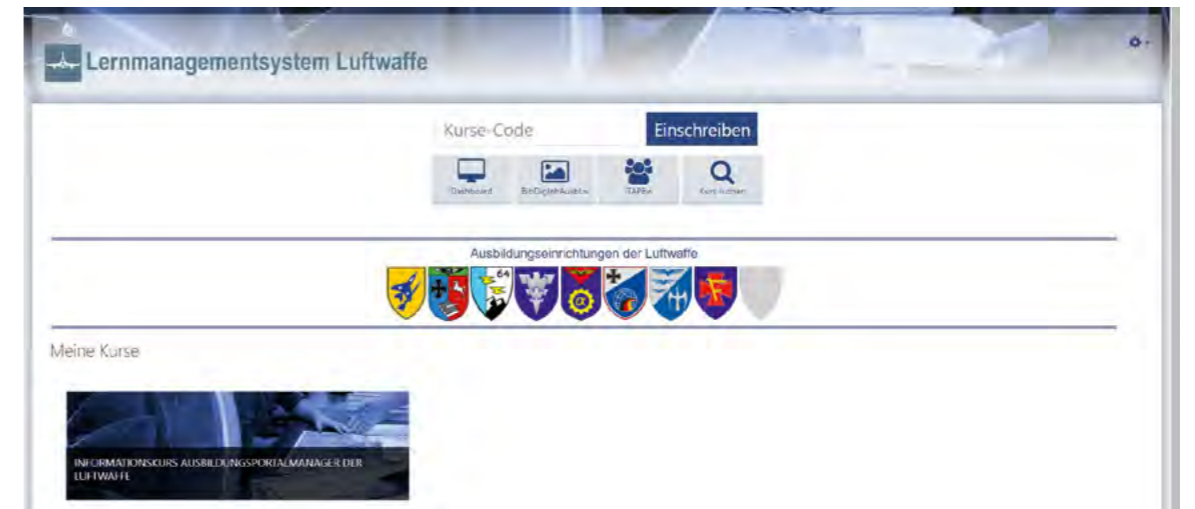 Lernmanagementsystem Luftwaffe
Kurse-Code
Einschreiben
Dashboard
Ausbildungseinrichtungen der Luftwaffe
64
α
F
Meine Kurse
INFORMATIONSKURS AUSBILDUNGSPORTALMANAGER DER
LUFTWAFFE